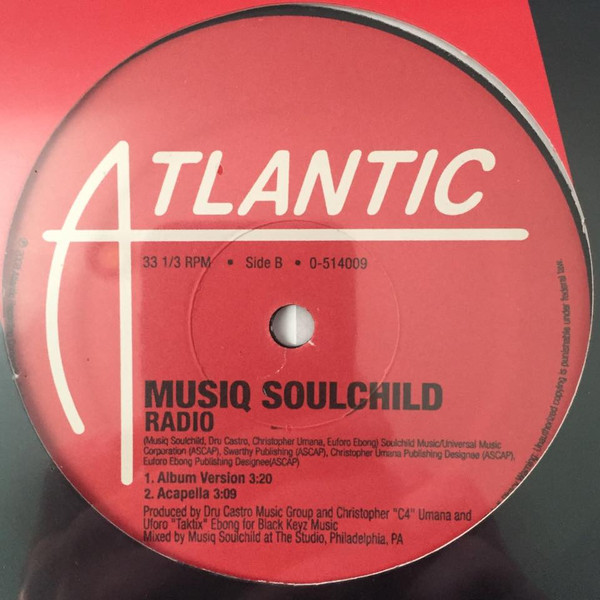 ATLANTIC
33 1/3 RPM • Side B • 0-514009
MUSIQ SOULCHILD
RADIO
(Musiq Soulchild, Dru Castro, Christopher Umana, Euforo Ebong) Soulchild Music/Universal Music
Corporation (ASCAP), Swarthy Publishing (ASCAP), Christopher Umana Publishing Designee (ASCAP),
Euforo Ebong Publishing Designee(ASCAP)
1. Album Version 3:20
2. Acapella 3:09
Produced by Dru Castro Music Group and Christopher "C4" Umana and
Uforo "Taktix" Ebong for Black Keyz Music
Mixed by Musiq Soulchild at The Studio, Philadelphia, PA
Warning: Unauthorized copying is punishable under federal law.